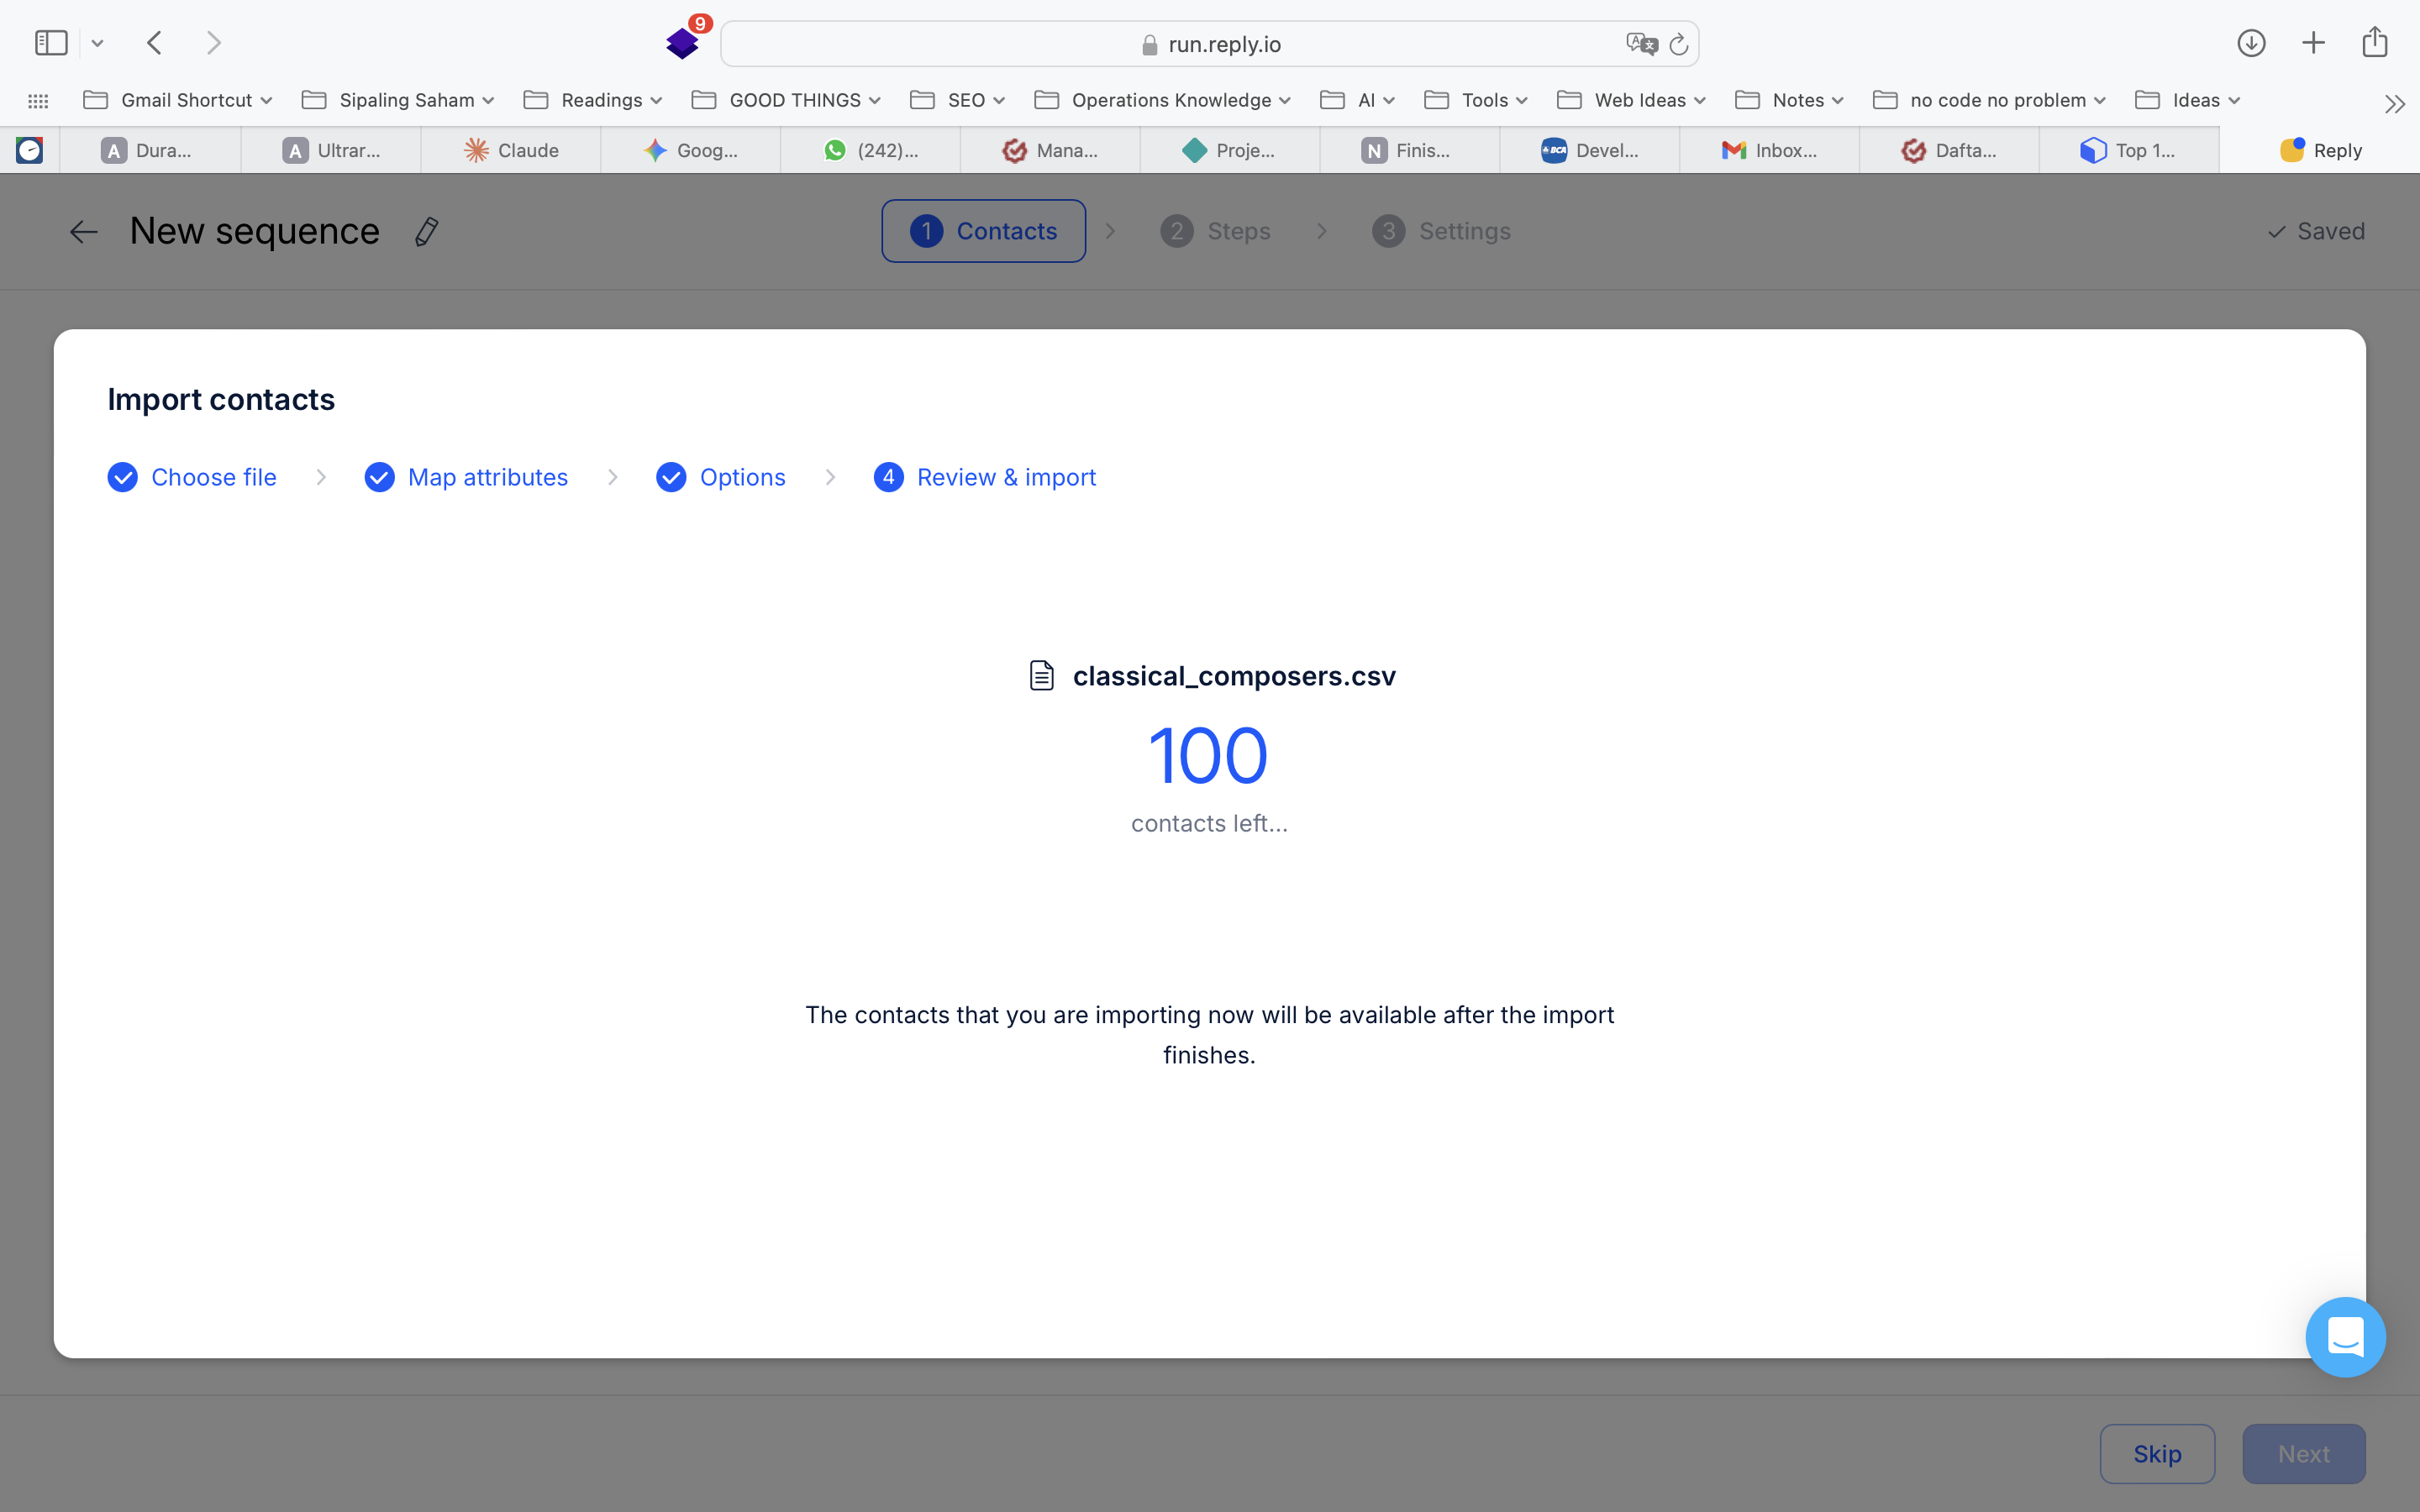 9
run.reply.io
Gmail Shortcut
Sipaling Saham
Readings
GOOD THINGS
SEO
Operations Knowledge
AI
Tools
Web Ideas
Notes
no code no problem
Ideas
A Dura...
A Ultrar...
Claude
Goog...
(242)...
Mana...
Proje...
N Finis...
BCA Devel...
Inbox...
Dafta...
Top 1...
Reply
New sequence
1 Contacts
2 Steps
3 Settings
Saved
Import contacts
Choose file
Map attributes
Options
4 Review & import
classical_composers.csv
100
contacts left...
The contacts that you are importing now will be available after the import
finishes.
Skip
Next